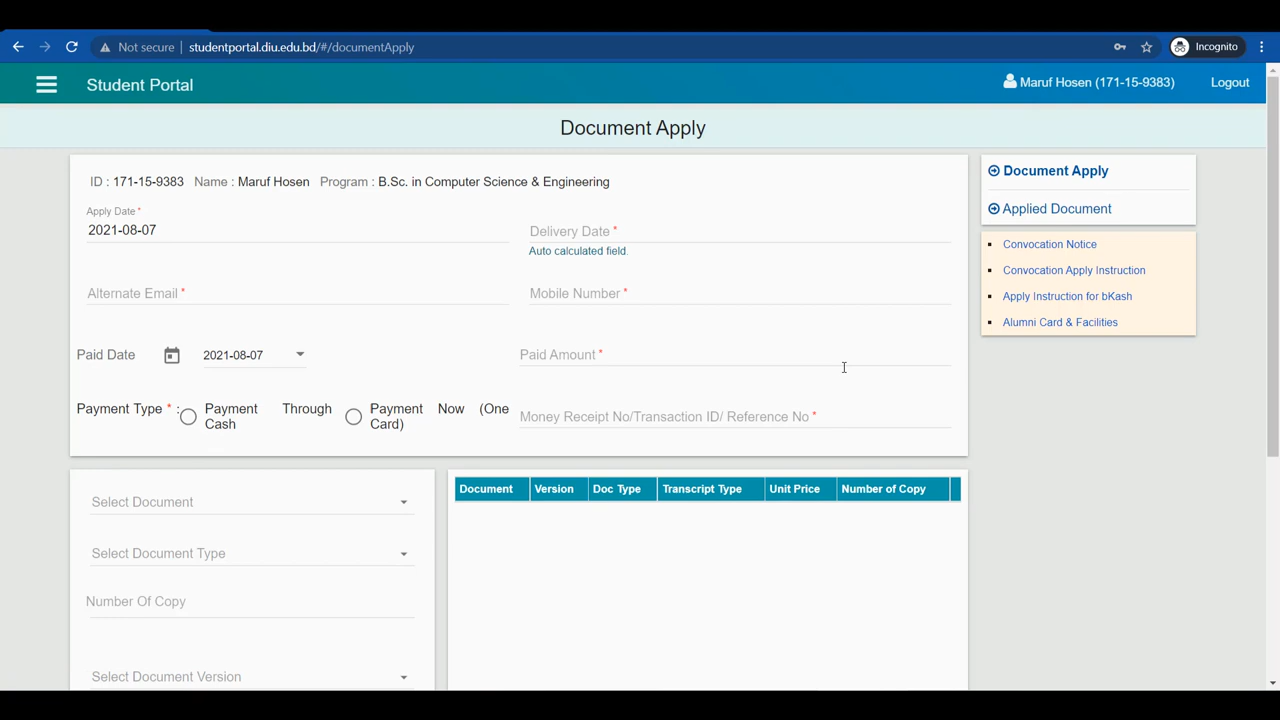 Not secure studentportal.diu.edu.bd/#/documentApply Incognito
Student Portal Maruf Hosen (171-15-9383) Logout
Document Apply
ID : 171-15-9383 Name : Maruf Hosen Program : B.Sc. in Computer Science & Engineering
Apply Date *
2021-08-07
Delivery Date *
Auto calculated field.
Alternate Email *
Mobile Number *
Paid Date 2021-08-07
Paid Amount *
Payment Type * :
Payment Through
Cash
Payment Now (One
Card)
Money Receipt No/Transaction ID/ Reference No *
Document Apply
Applied Document
Convocation Notice
Convocation Apply Instruction
Apply Instruction for bKash
Alumni Card & Facilities
Select Document
Select Document Type
Number Of Copy
Select Document Version
Document Version Doc Type Transcript Type Unit Price Number of Copy